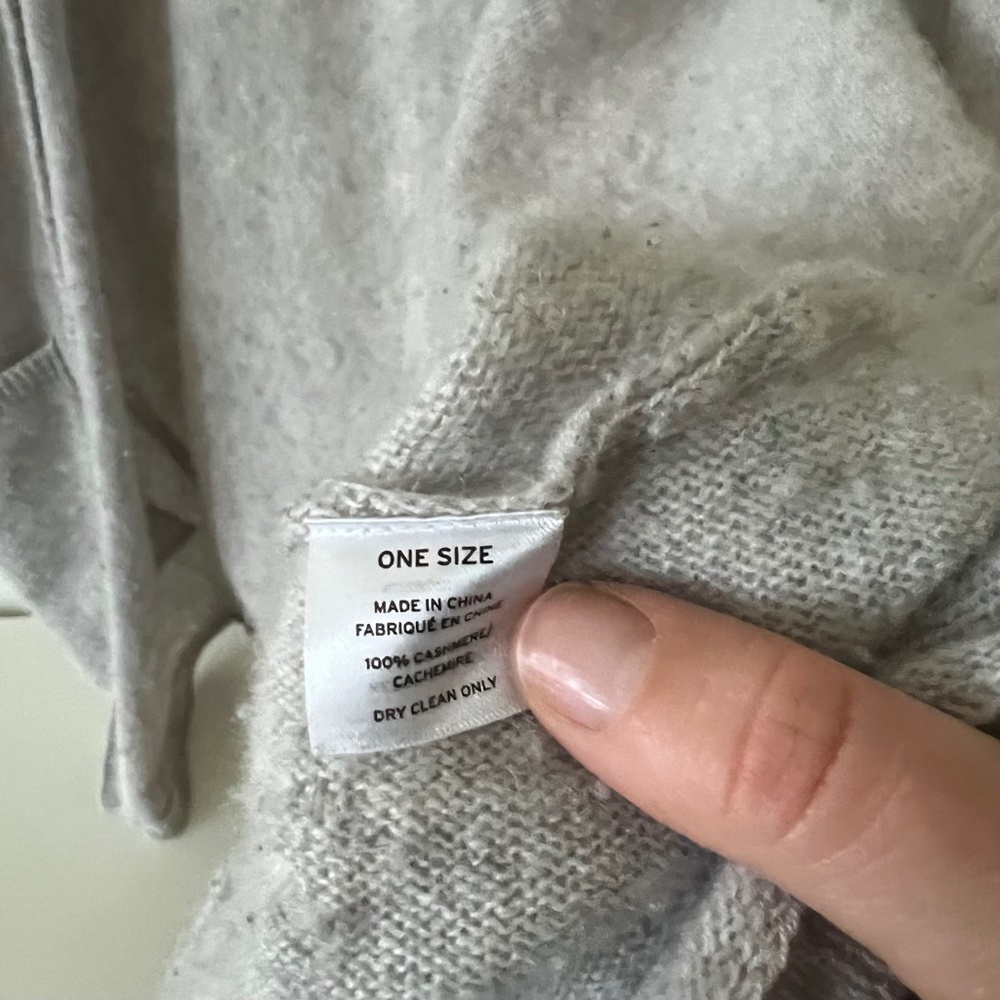 ONE SIZE
MADE IN CHINA
FABRIQUÉ EN CHINE
100% CASHMERE/
CACHEMIRE
DRY CLEAN ONLY